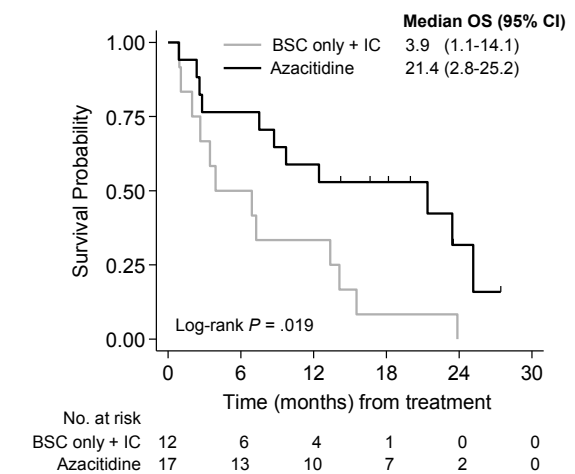 Median OS (95% CI)
BSC only + IC 3.9 (1.1-14.1)
Azacitidine 21.4 (2.8-25.2)
1.00
0.75
0.50
0.25
0.00
Survival Probability
Log-rank P = .019
0 6 12 18 24 30
Time (months) from treatment
No. at risk
BSC only + IC 12 6 4 1 0 0
Azacitidine 17 13 10 7 2 0